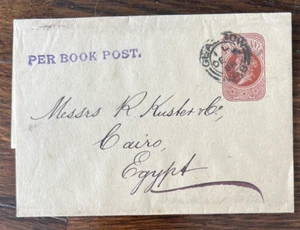 PER BOOK POST.
Messrs R Kuster & Co,
Cairo,
Egypt